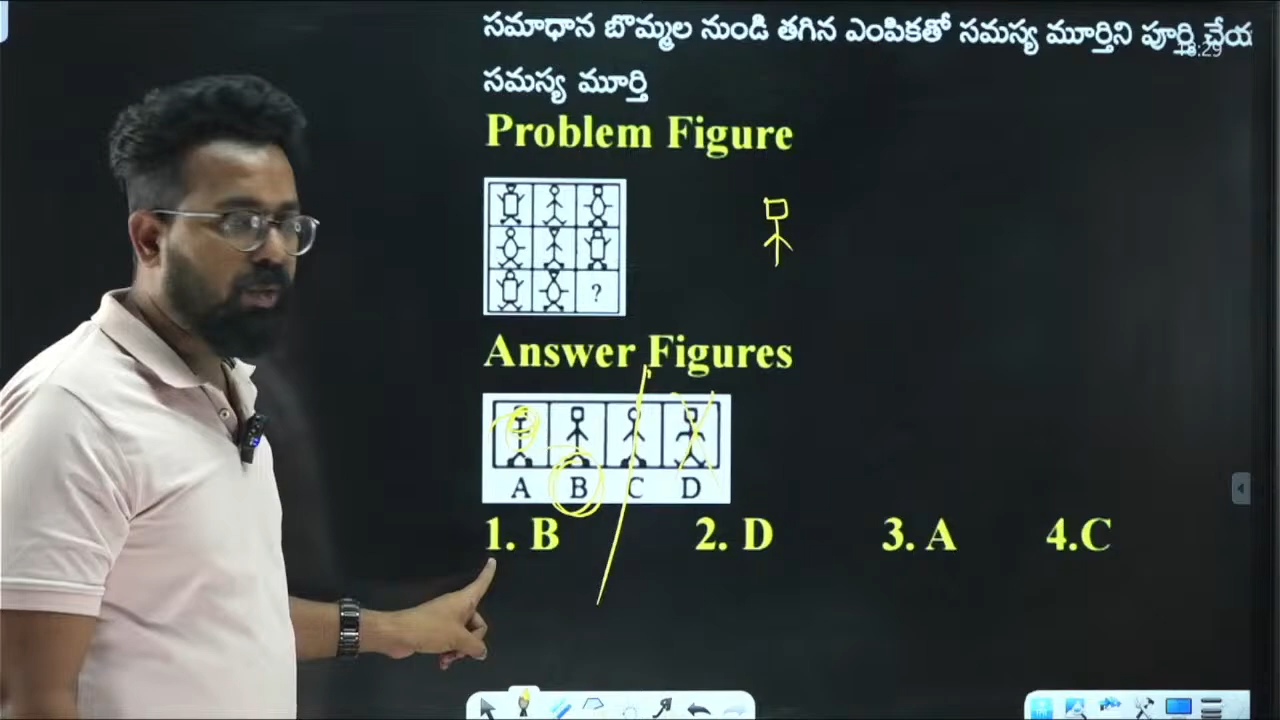 సమాధాన బొమ్మల నుండి తగిన ఎంపికతో సమస్య మూర్తిని పూర్తి చేయ
సమస్య మూర్తి
Problem Figure
?
Answer Figures
A B C D
1. B 2. D 3. A 4.C